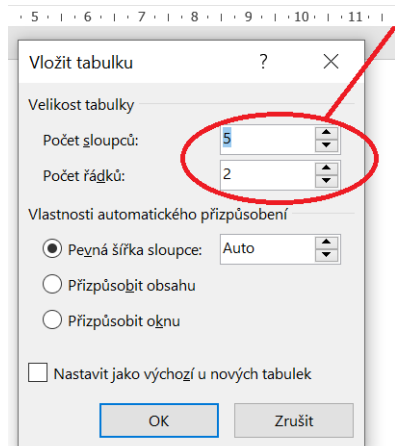 5 · 6 · 7 · 8 · 9 · 10 · 11
Vložit tabulku ?
Velikost tabulky
Počet sloupců: 5
Počet řádků: 2
Vlastnosti automatického přizpůsobení
Pevná šířka sloupce: Auto
Přizpůsobit obsahu
Přizpůsobit oknu
Nastavit jako výchozí u nových tabulek
OK Zrušit